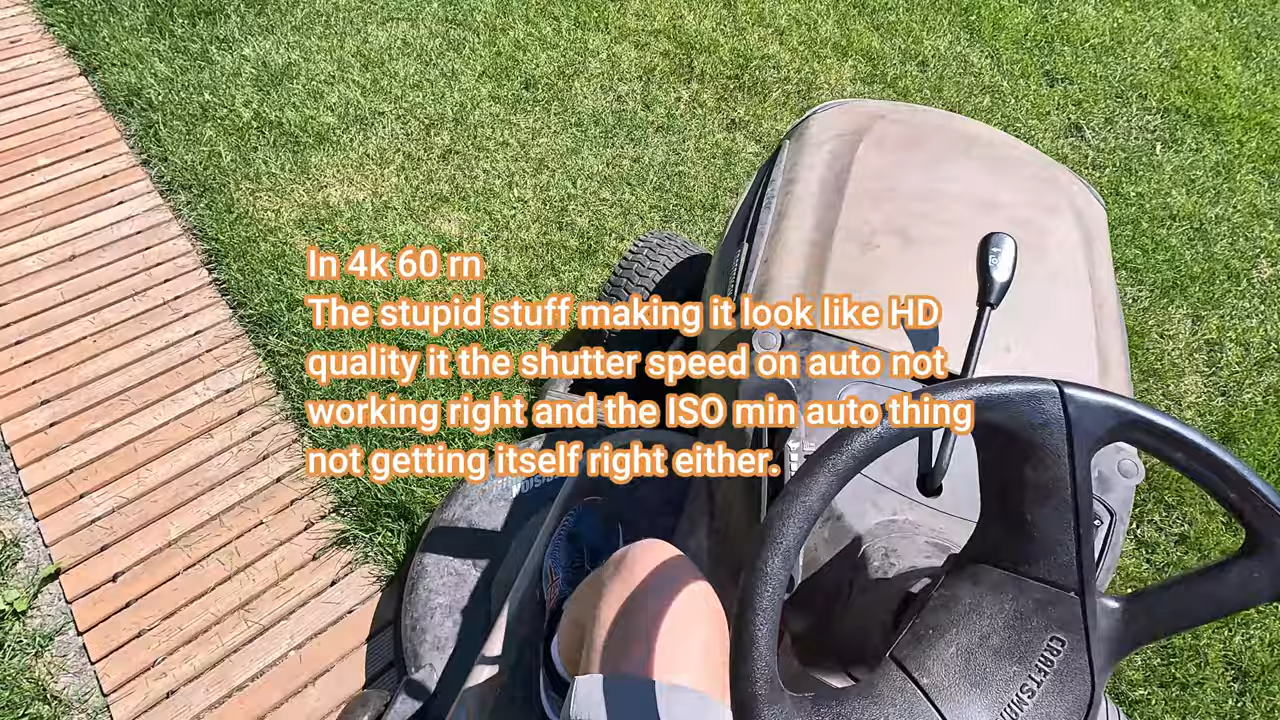 In 4k 60 rn
The stupid stuff making it look like HD
quality it the shutter speed on auto not
working right and the ISO min auto thing
not getting itself right either.
CRAFTSMA